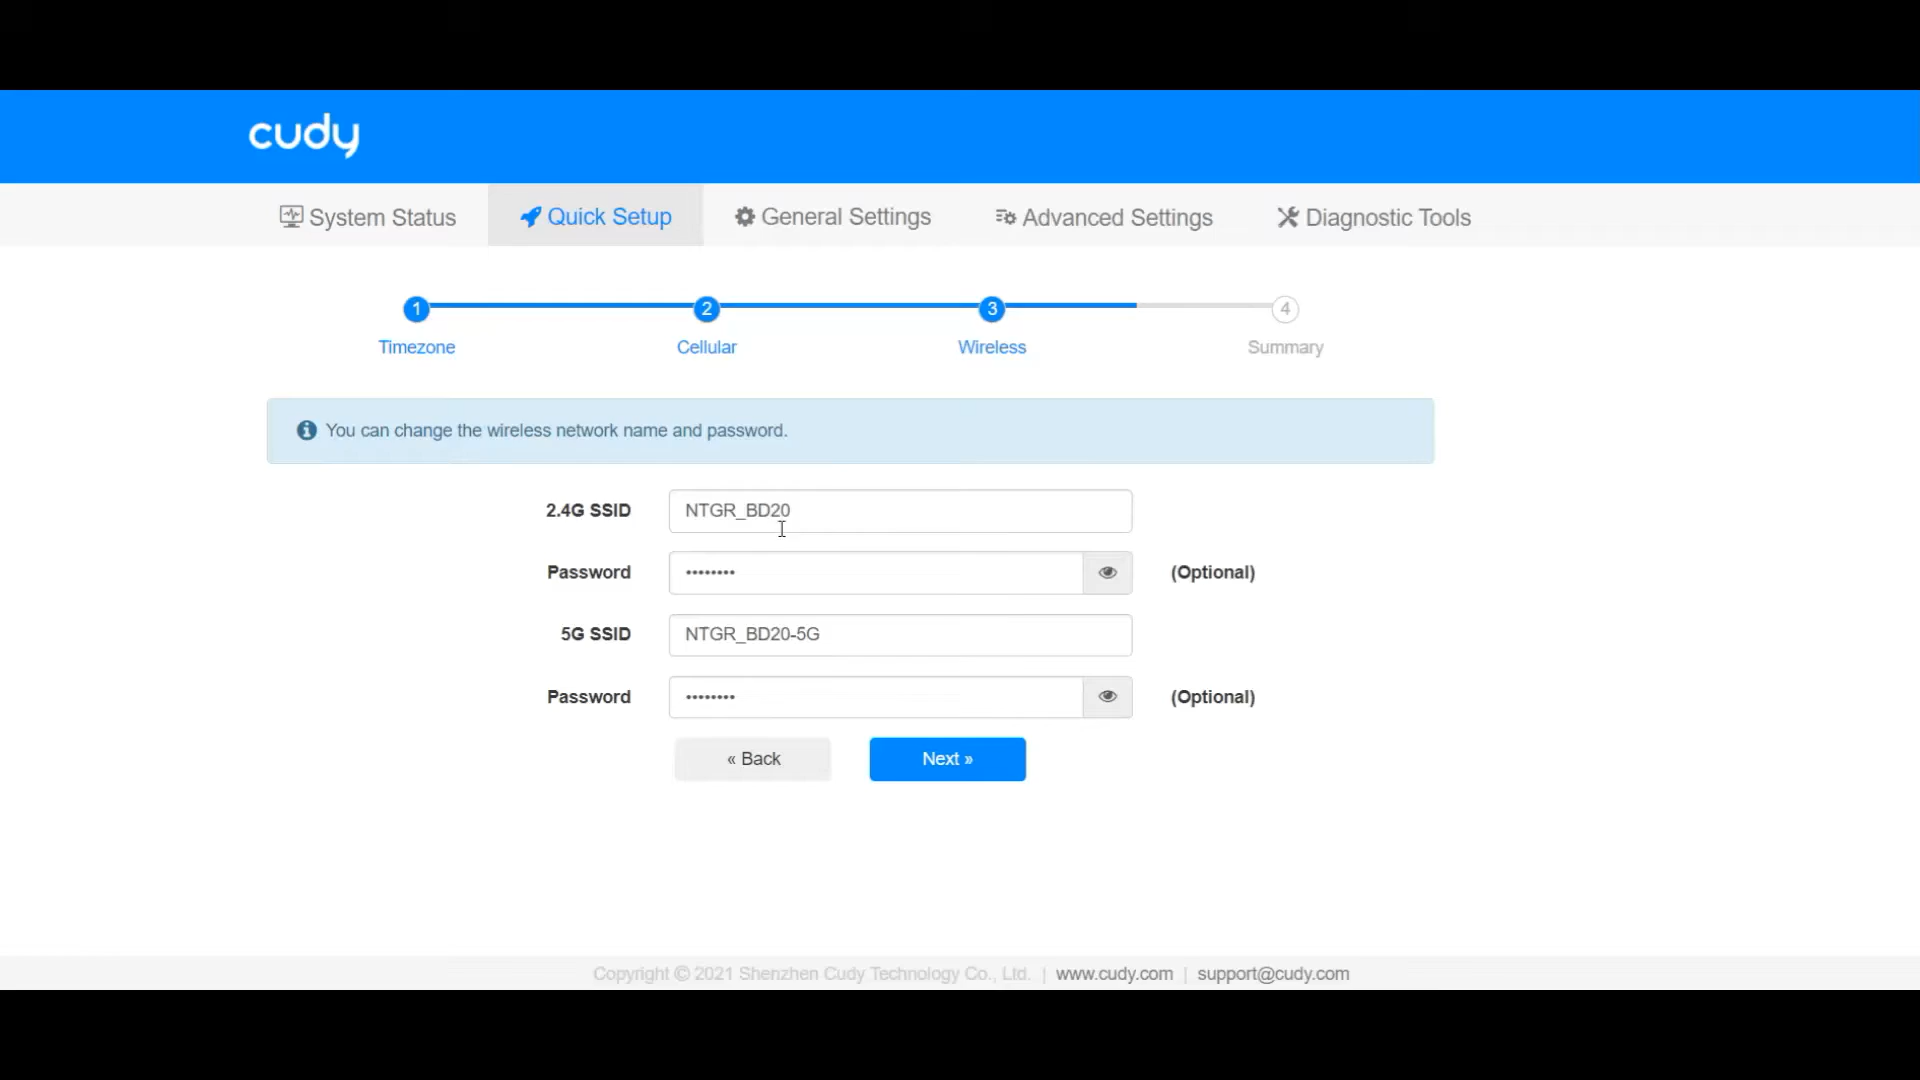 cudy
System Status
Quick Setup
General Settings
Advanced Settings
Diagnostic Tools
1
2
3
4
Timezone
Cellular
Wireless
Summary
You can change the wireless network name and password.
2.4G SSID
NTGR_BD20
Password
••••••••
(Optional)
5G SSID
NTGR_BD20-5G
Password
••••••••
(Optional)
« Back
Next »
Copyright © 2021 Shenzhen Cudy Technology Co., Ltd. | www.cudy.com | support@cudy.com